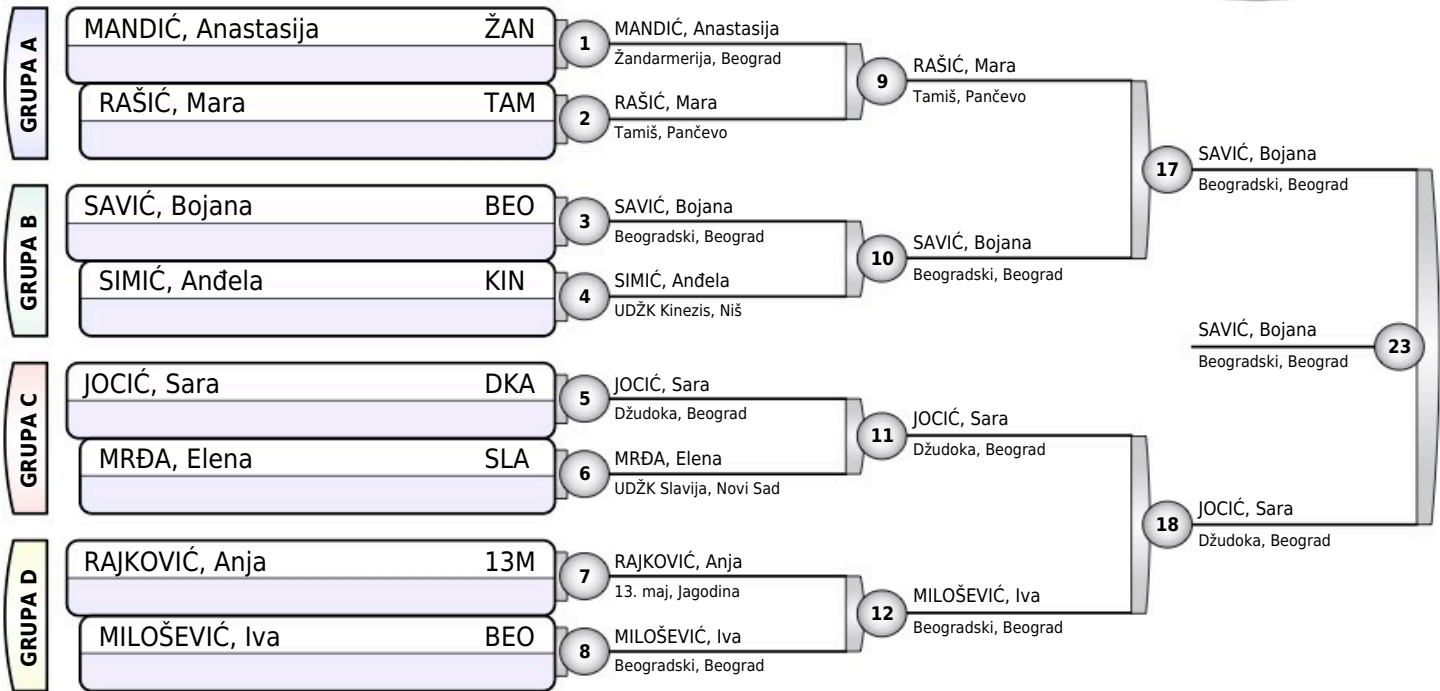 GRUPA A
MANDIĆ, Anastasija ŽAN
RAŠIĆ, Mara TAM
1
MANDIĆ, Anastasija
Žandarmerija, Beograd
2
RAŠIĆ, Mara
Tamiš, Pančevo
9
RAŠIĆ, Mara
Tamiš, Pančevo
GRUPA B
SAVIĆ, Bojana BEO
SIMIĆ, Anđela KIN
3
SAVIĆ, Bojana
Beogradski, Beograd
4
SIMIĆ, Anđela
UDŽK Kinezis, Niš
10
SAVIĆ, Bojana
Beogradski, Beograd
17
SAVIĆ, Bojana
Beogradski, Beograd
GRUPA C
JOCIĆ, Sara DKA
MRĐA, Elena SLA
5
JOCIĆ, Sara
Džudoka, Beograd
6
MRĐA, Elena
UDŽK Slavija, Novi Sad
11
JOCIĆ, Sara
Džudoka, Beograd
GRUPA D
RAJKOVIĆ, Anja 13M
MILOŠEVIĆ, Iva BEO
7
RAJKOVIĆ, Anja
13. maj, Jagodina
8
MILOŠEVIĆ, Iva
Beogradski, Beograd
12
MILOŠEVIĆ, Iva
Beogradski, Beograd
18
JOCIĆ, Sara
Džudoka, Beograd
SAVIĆ, Bojana
Beogradski, Beograd
23